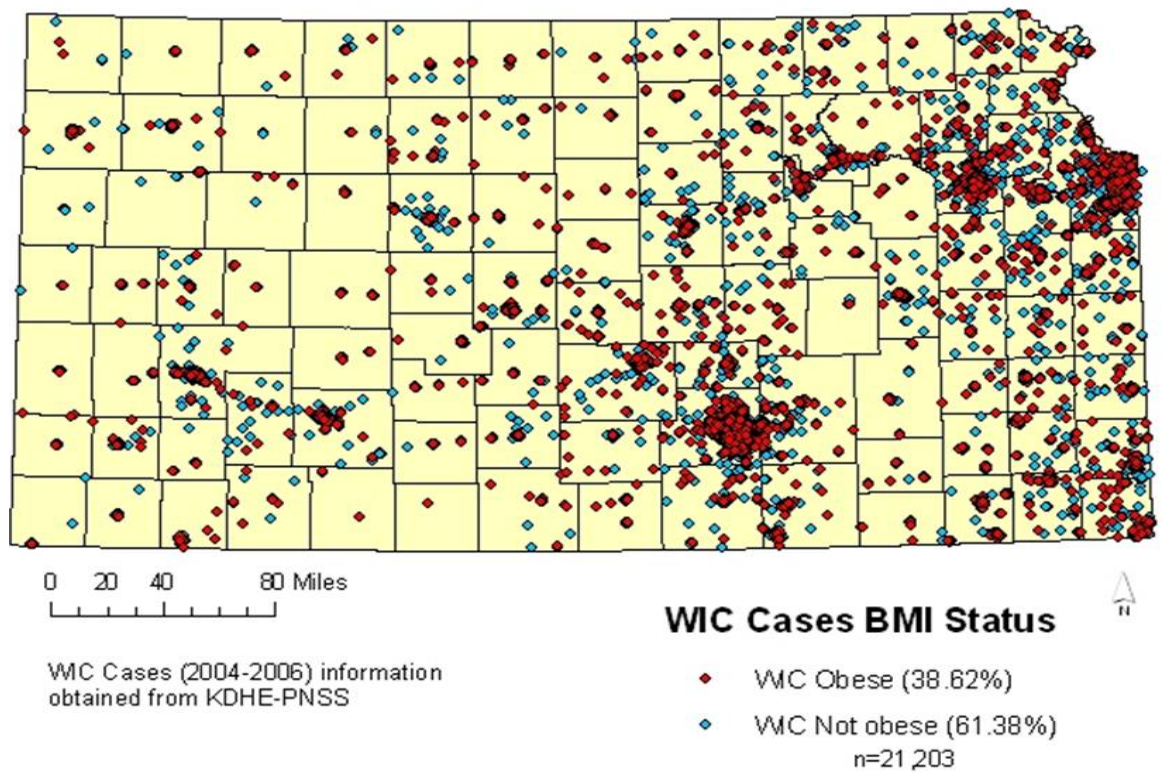 0 20 40 80 Miles
N
WIC Cases BMI Status
WIC Cases (2004-2006) information
obtained from KDHE-PNSS
WIC Obese (38.62%)
WIC Not obese (61.38%)
n=21,203